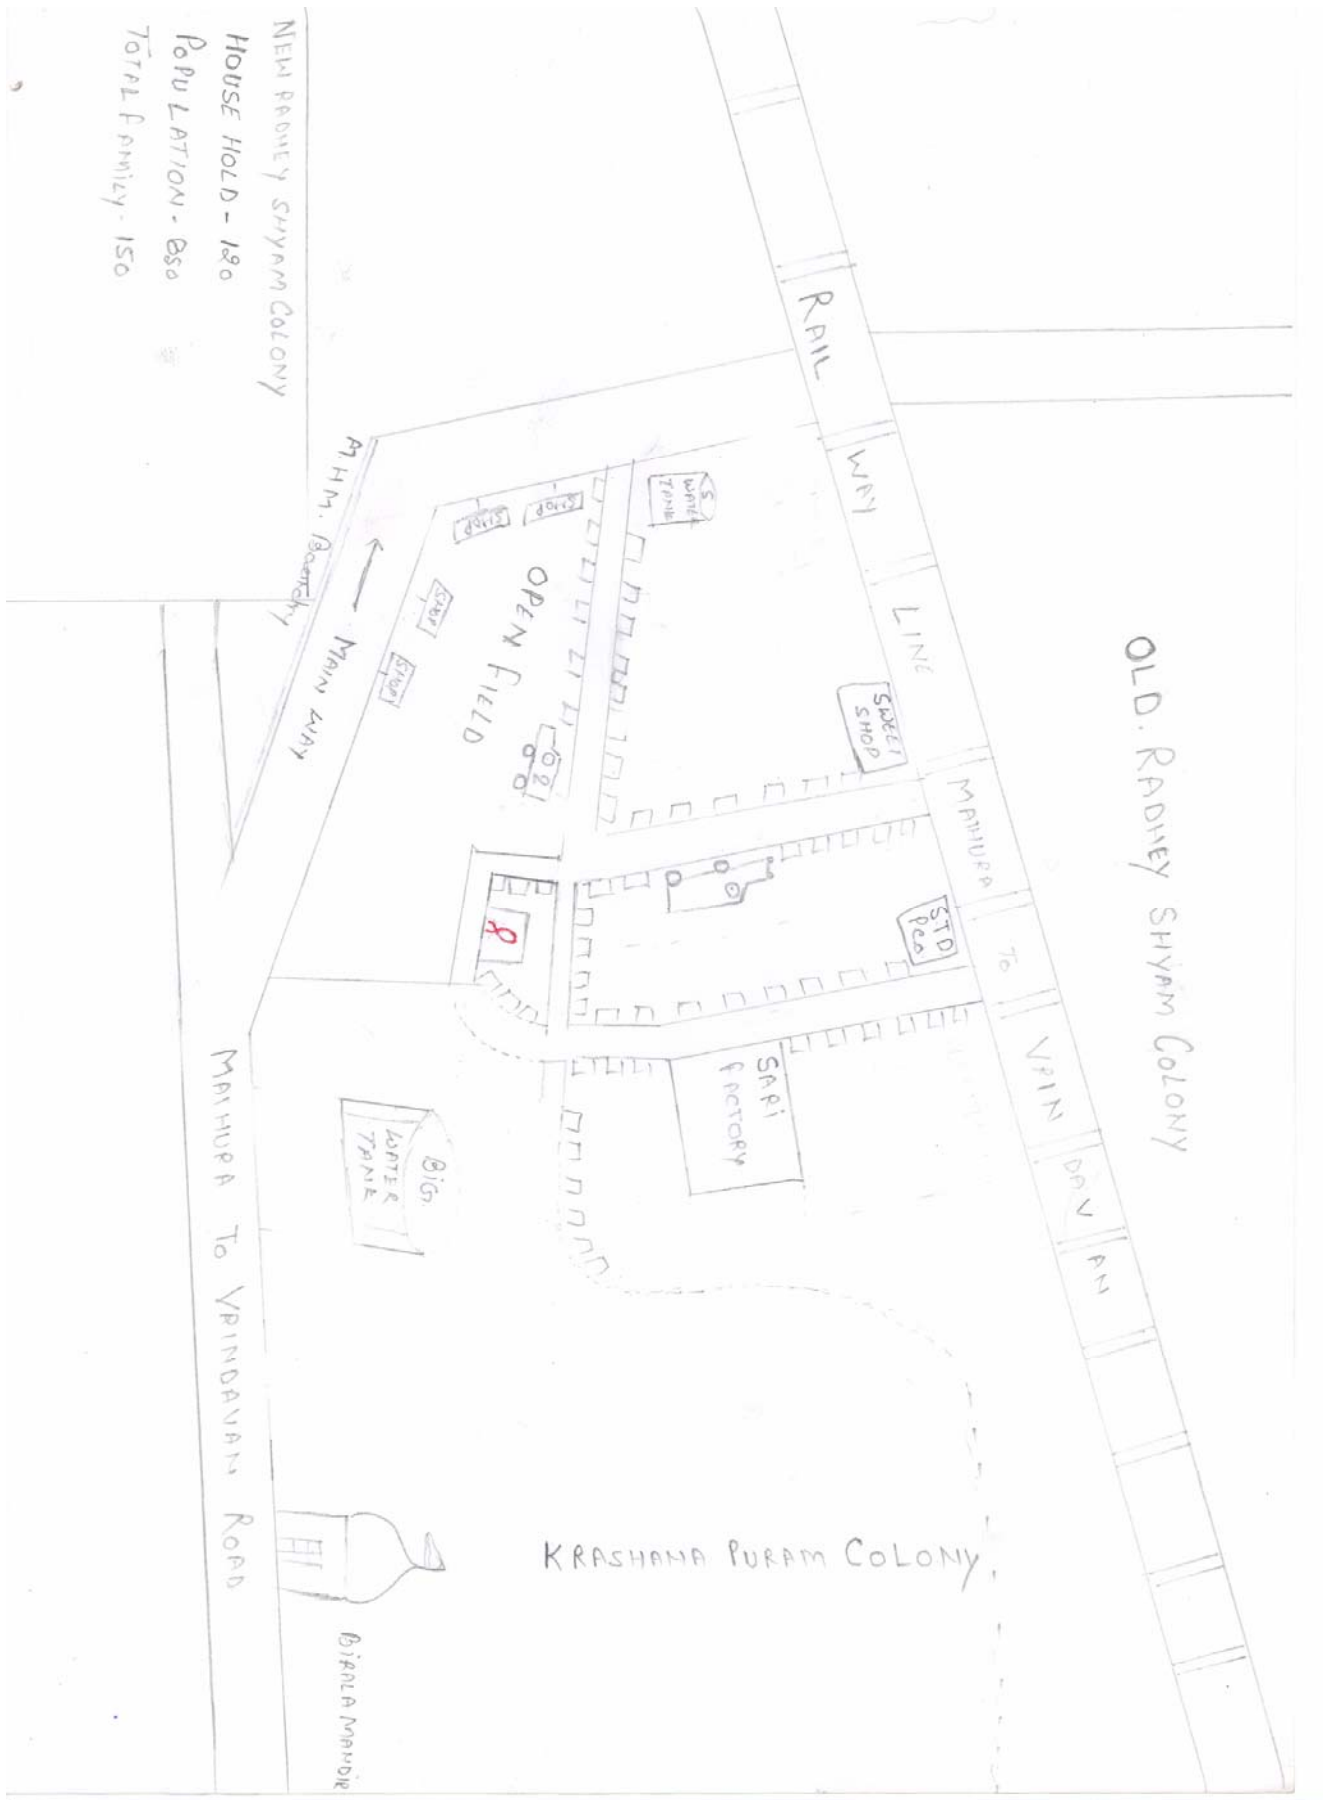 NEW RADHEY SHYAM COLONY
HOUSE HOLD - 120
POPULATION - 850
TOTAL FAMILY - 150
OLD. RADHEY SHYAM COLONY
RAIL WAY LINE MATHURA TO VRIN DAV AN
S
WATER
TANK
SWEET
SHOP
STD
PCO
SHOP
SHOP
SHOP
SHOP
OPEN FIELD
MAIN WAY
SARI
FACTORY
BIG.
WATER
TANK
KRASHANA PURAM COLONY
MATHURA TO VRINDAVAN ROAD
BIRALA MANDIR